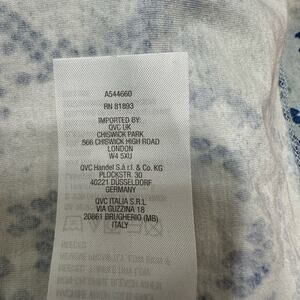 A544660
RN 81893
IMPORTED BY:
QVC UK
CHISWICK PARK
566 CHISWICK HIGH ROAD
LONDON
W4 5XU
QVC Handel S.à r.l. & Co. KG
PLOCKSTR. 30
40221 DÜSSELDORF
GERMANY
QVC ITALIA S.R.L
VIA GUZZINA 18
20861 BRUGHERIO (MB)
ITALY